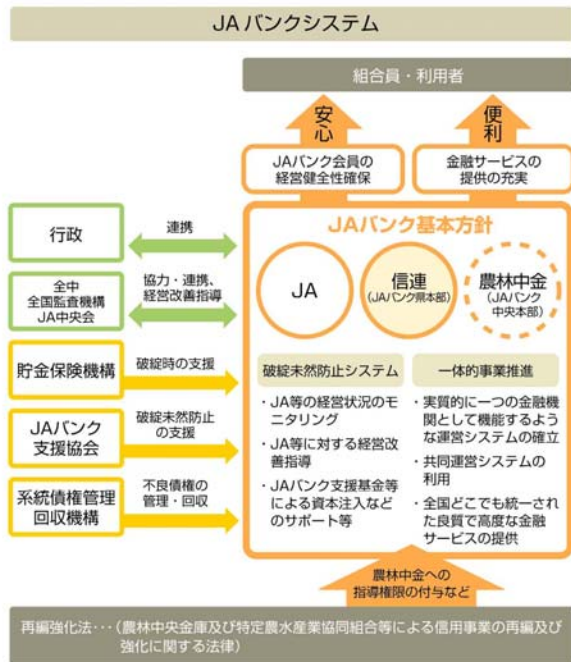 JAバンクシステム
組合員・利用者
安心
便利
JAバンク会員の
経営健全性確保
金融サービスの
提供の充実
JAバンク基本方針
行政
連携
全中
全国監査機構
JA中央会
協力・連携、
経営改善指導
JA
信連
(JAバンク県本部)
農林中金
(JAバンク
中央本部)
貯金保険機構
破綻時の支援
JAバンク
支援協会
破綻未然防止
の支援
系統債権管理
回収機構
不良債権の
管理・回収
破綻未然防止システム
・JA等の経営状況のモ
ニタリング
・JA等に対する経営改
善指導
・JAバンク支援基金等
による資本注入など
のサポート等
一体的事業推進
・実質的に一つの金融機
関として機能するよう
な運営システムの確立
・共同運営システムの
利用
・全国どこでも統一され
た良質で高度な金融
サービスの提供
農林中金への
指導権限の付与など
再編強化法・・・（農林中央金庫及び特定農水産業協同組合等による信用事業の再編及び
強化に関する法律）